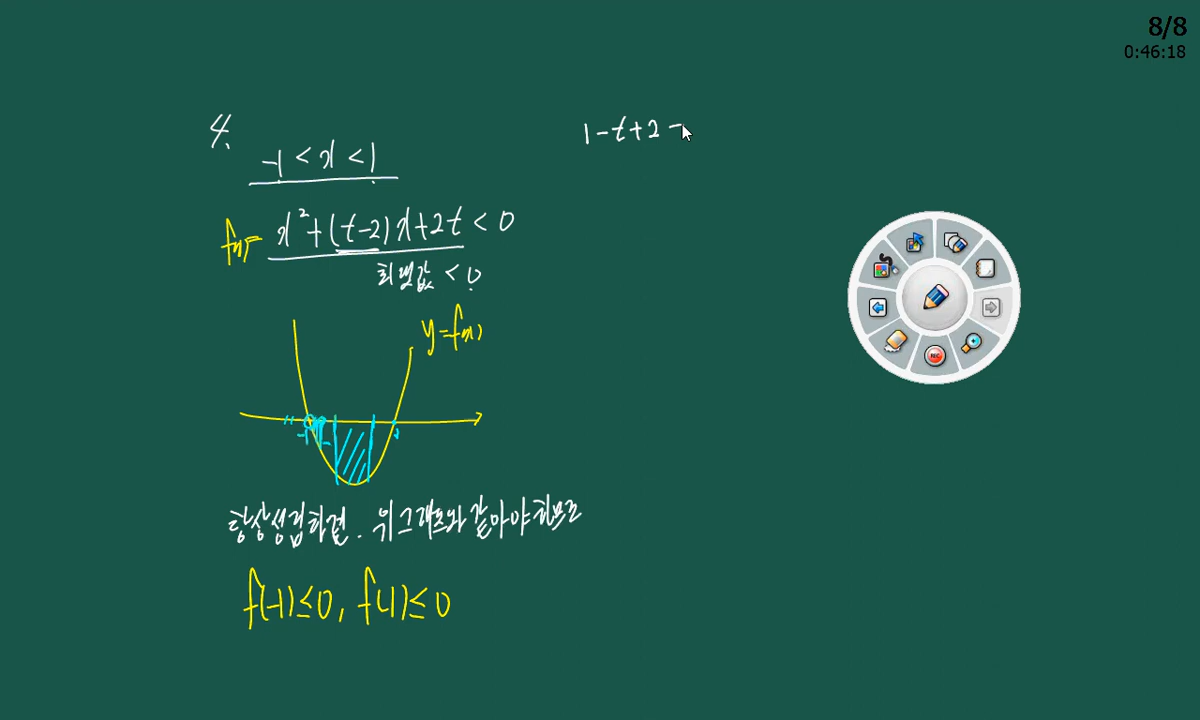 8/8
0:46:18
4.
-1 < x < 1
f(x)= x²+(t-2)x+2t < 0
최댓값 < 0
y=f(x)
-1
1
항상성립하려면. 위 그래프와 같아야 하므로
f(-1)≤0, f(1)≤0
1-t+2-
REC